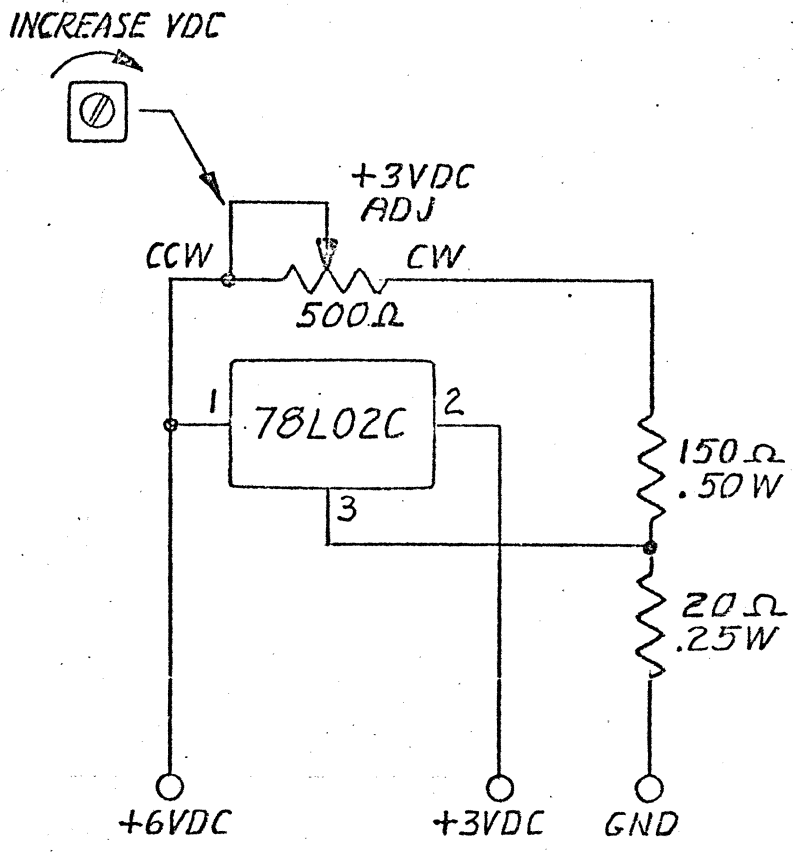 INCREASE VDC
+3VDC
ADJ
CCW
CW
500Ω
1
78L02C
2
3
150Ω
.50W
20Ω
.25W
+6VDC
+3VDC
GND